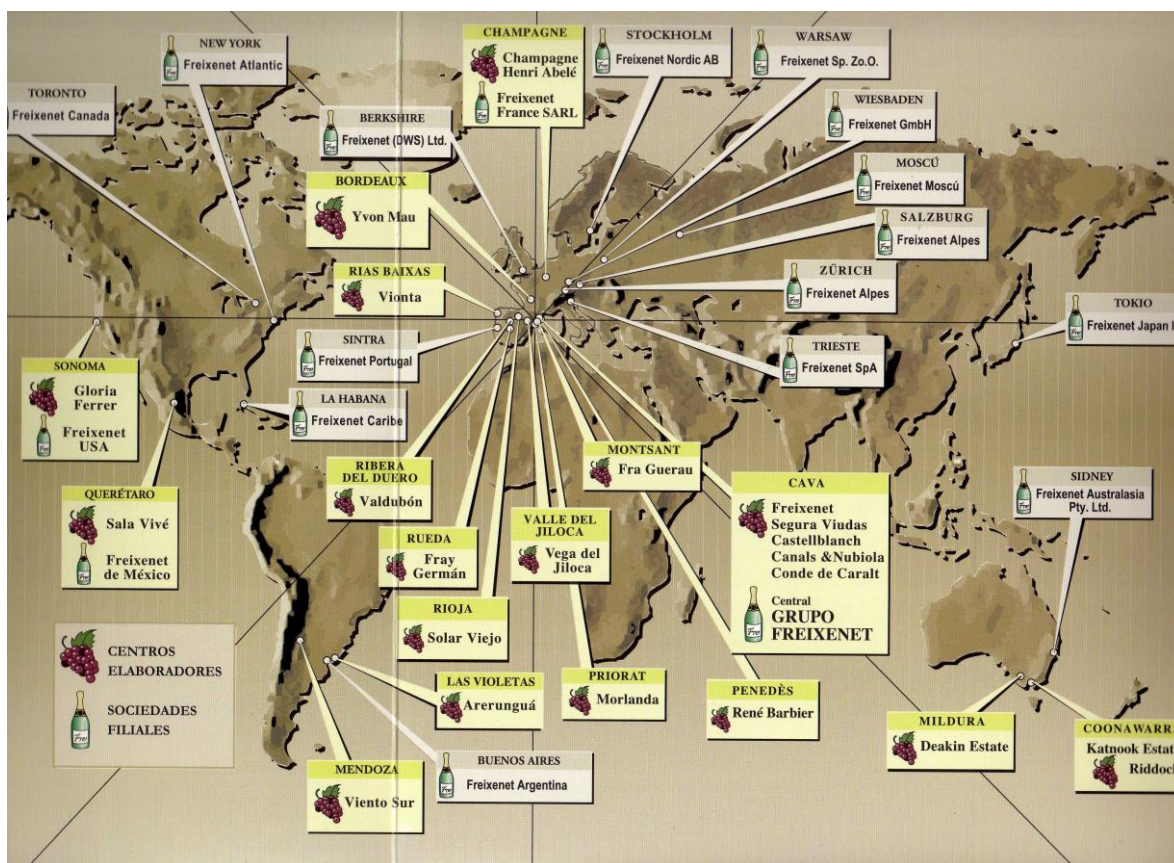 NEW YORK
Freixenet Atlantic
TORONTO
Freixenet Canada
BERKSHIRE
Freixenet (DWS) Ltd.
CHAMPAGNE
Champagne
Henri Abelé
Freixenet
France SARL
STOCKHOLM
Freixenet Nordic AB
WARSAW
Freixenet Sp. Zo.O.
WIESBADEN
Freixenet GmbH
MOSCÚ
Freixenet Moscú
SALZBURG
Freixenet Alpes
ZÜRICH
Freixenet Alpes
TRIESTE
Freixenet SpA
TOKIO
Freixenet Japan
BORDEAUX
Yvon Mau
RIAS BAIXAS
Vionta
SINTRA
Freixenet Portugal
LA HABANA
Freixenet Caribe
SONOMA
Gloria
Ferrer
Freixenet
USA
QUERÉTARO
Sala Vivé
Freixenet
de México
RIBERA
DEL DUERO
Valdubón
RUEDA
Fray
Germán
RIOJA
Solar Viejo
VALLE DEL
JILOCA
Vega del
Jiloca
MONTSANT
Fra Guerau
CAVA
Freixenet
Segura Viudas
Castellblanch
Canals &Nubiola
Conde de Caralt
Central
GRUPO
FREIXENET
SIDNEY
Freixenet Australasia
Pty. Ltd.
CENTROS
ELABORADORES
SOCIEDADES
FILIALES
LAS VIOLETAS
Arerunguá
PRIORAT
Morlanda
PENEDÈS
René Barbier
MILDURA
Deakin Estate
COONAWARR
Katnook Estat
Riddoc
MENDOZA
Viento Sur
BUENOS AIRES
Freixenet Argentina